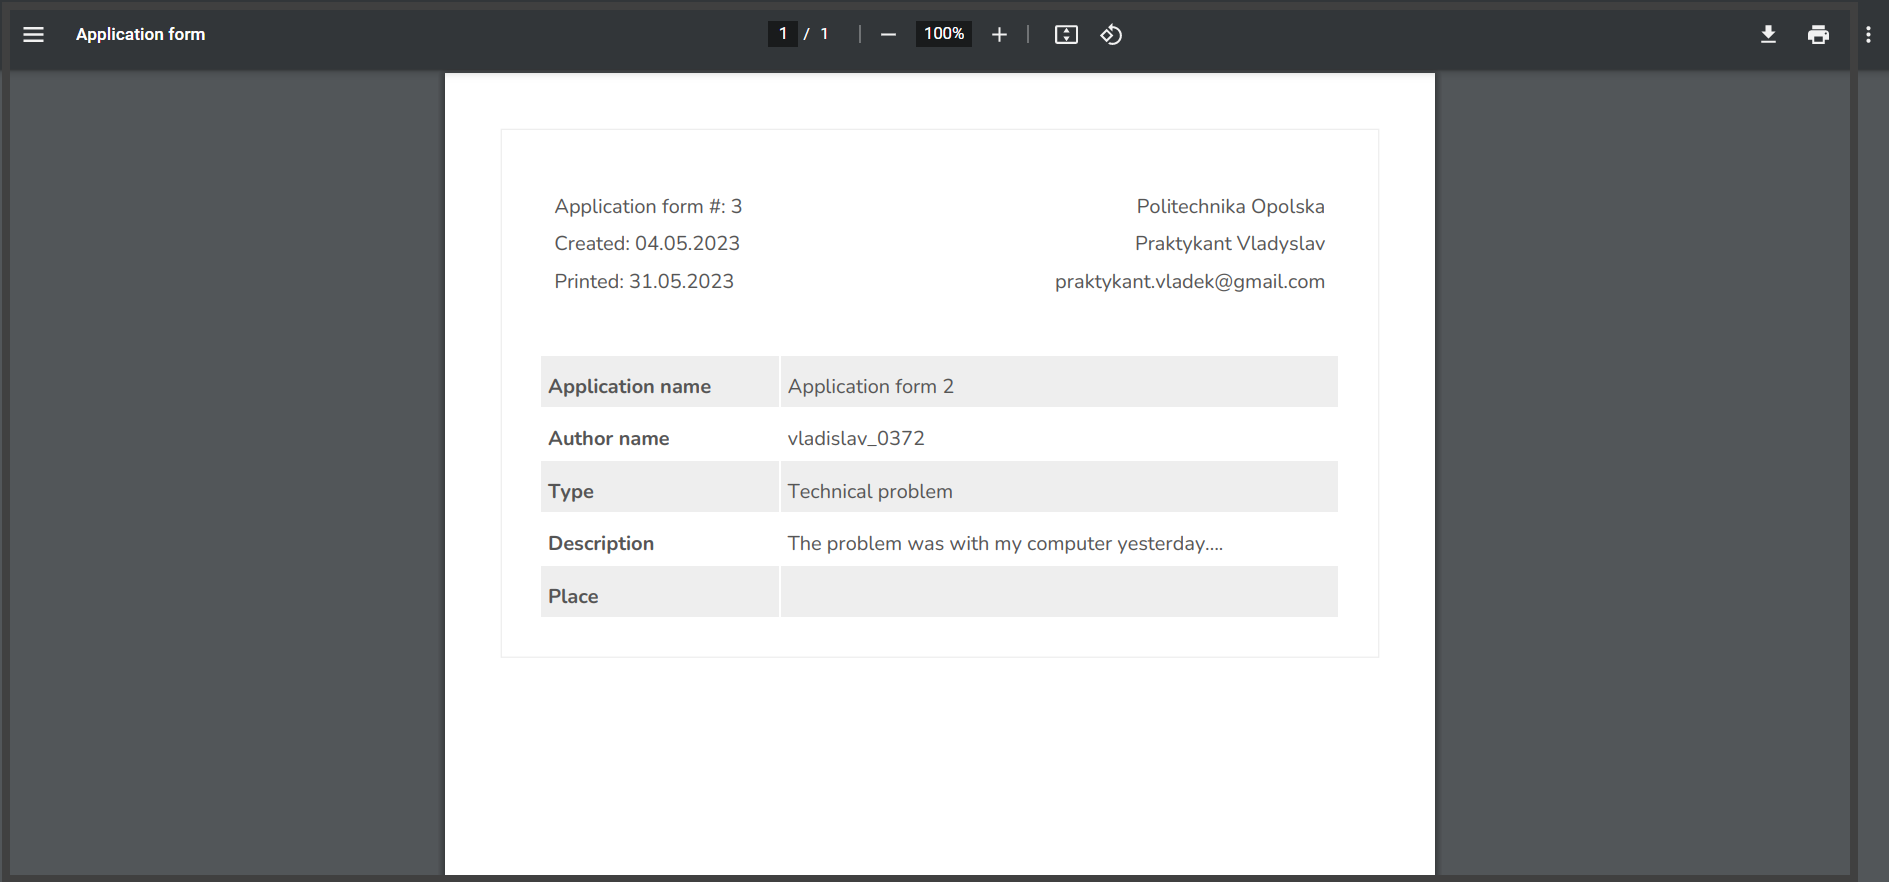 Application form
1 / 1
100%
Application form #: 3
Politechnika Opolska
Created: 04.05.2023
Praktykant Vladyslav
Printed: 31.05.2023
praktykant.vladek@gmail.com
Application name Application form 2
Author name vladislav_0372
Type Technical problem
Description The problem was with my computer yesterday....
Place